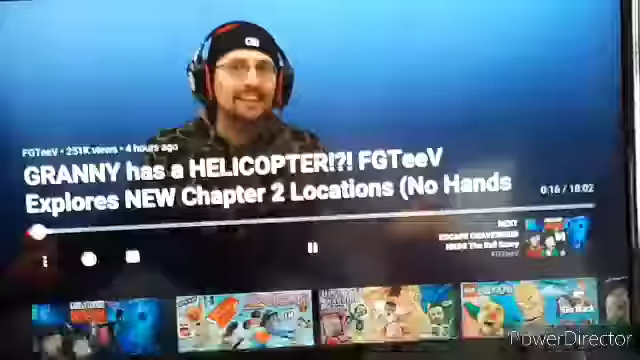 FGTeeV • 251K views • 4 hours ago
GRANNY has a HELICOPTER!?! FGTeeV
Explores NEW Chapter 2 Locations (No Hands
0:16 / 18:02
NEXT
FGTeeV
PowerDirector